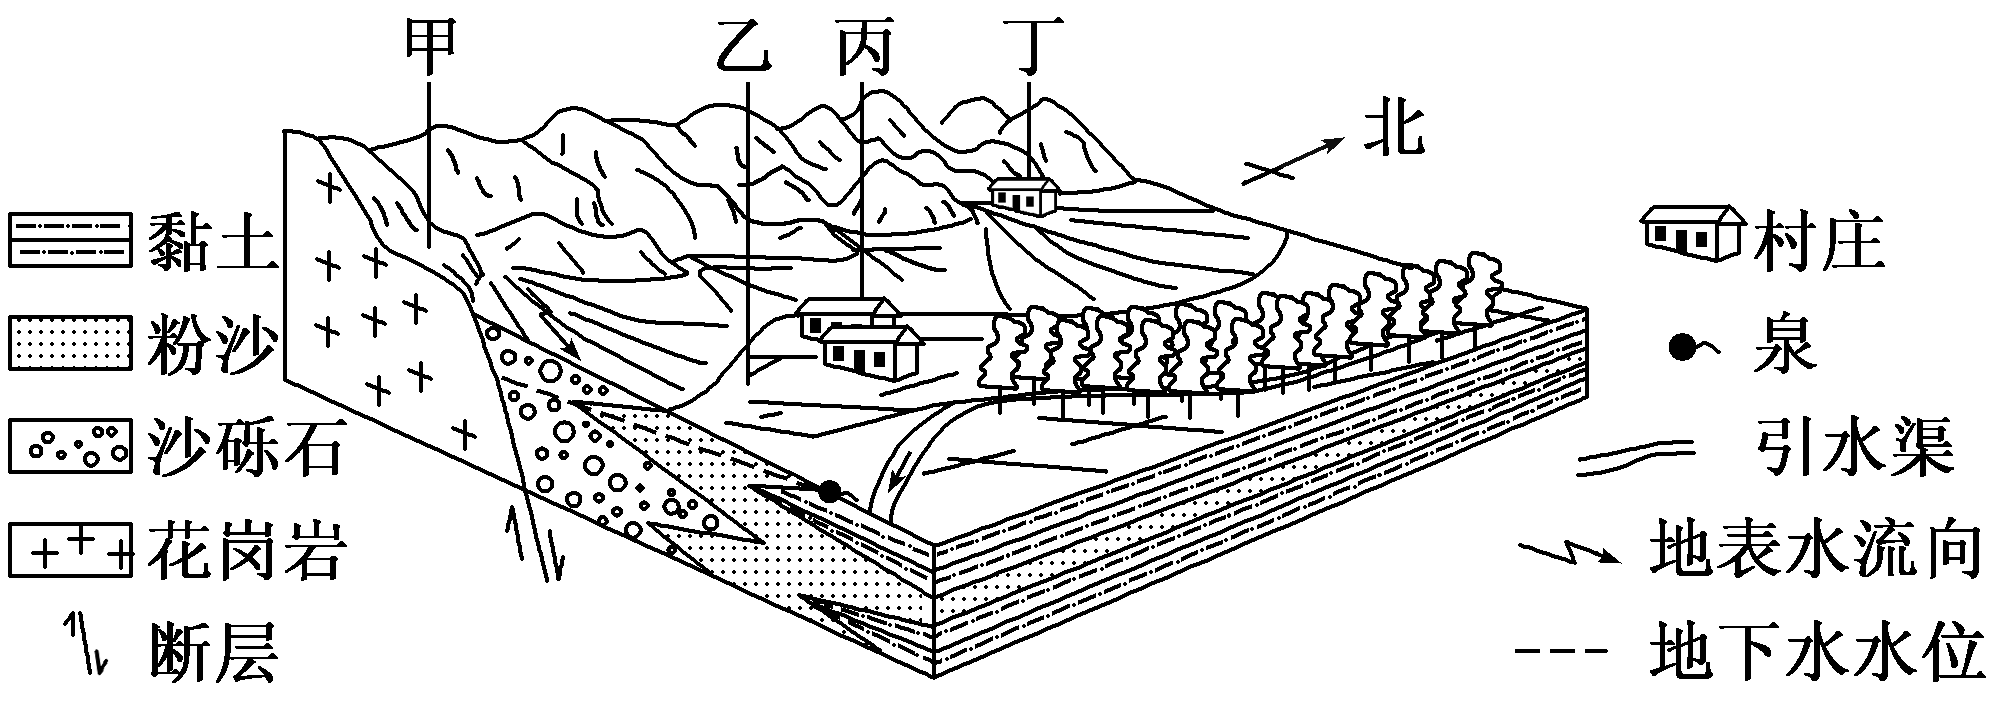 甲 乙 丙 丁
北
黏土
粉沙
沙砾石
花岗岩
断层
村庄
泉
引水渠
地表水流向
地下水水位